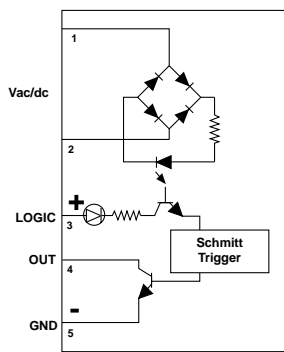 1
Vac/dc
2
+
LOGIC
3
OUT
4
Schmitt
Trigger
-
GND
5